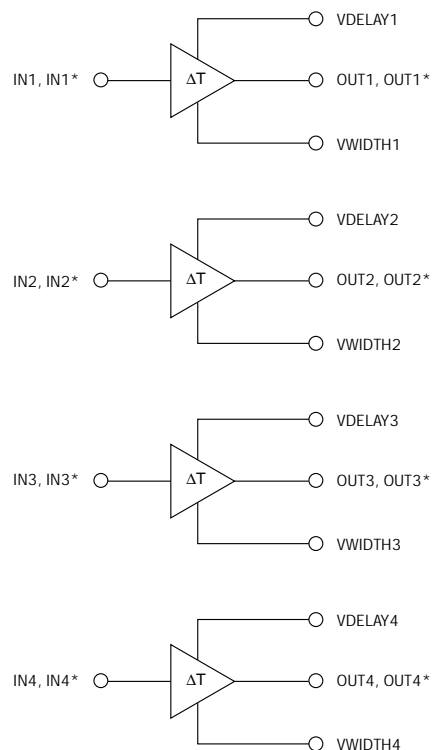 VDELAY1
IN1, IN1*
ΔT
OUT1, OUT1*
VWIDTH1
VDELAY2
IN2, IN2*
ΔT
OUT2, OUT2*
VWIDTH2
VDELAY3
IN3, IN3*
ΔT
OUT3, OUT3*
VWIDTH3
VDELAY4
IN4, IN4*
ΔT
OUT4, OUT4*
VWIDTH4